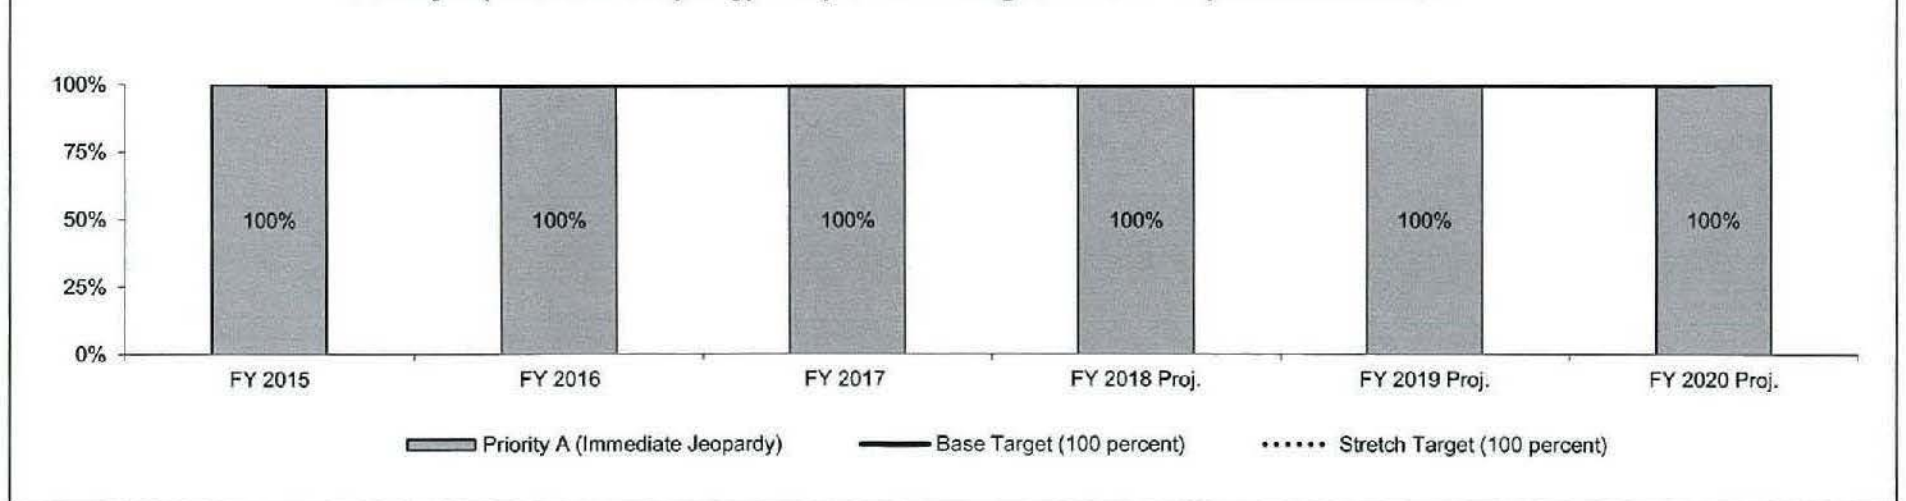 100%
75%
50%
25%
0%
100% 100% 100% 100% 100% 100%
FY 2015 FY 2016 FY 2017 FY 2018 Proj. FY 2019 Proj. FY 2020 Proj.
Priority A (Immediate Jeopardy) Base Target (100 percent) Stretch Target (100 percent)